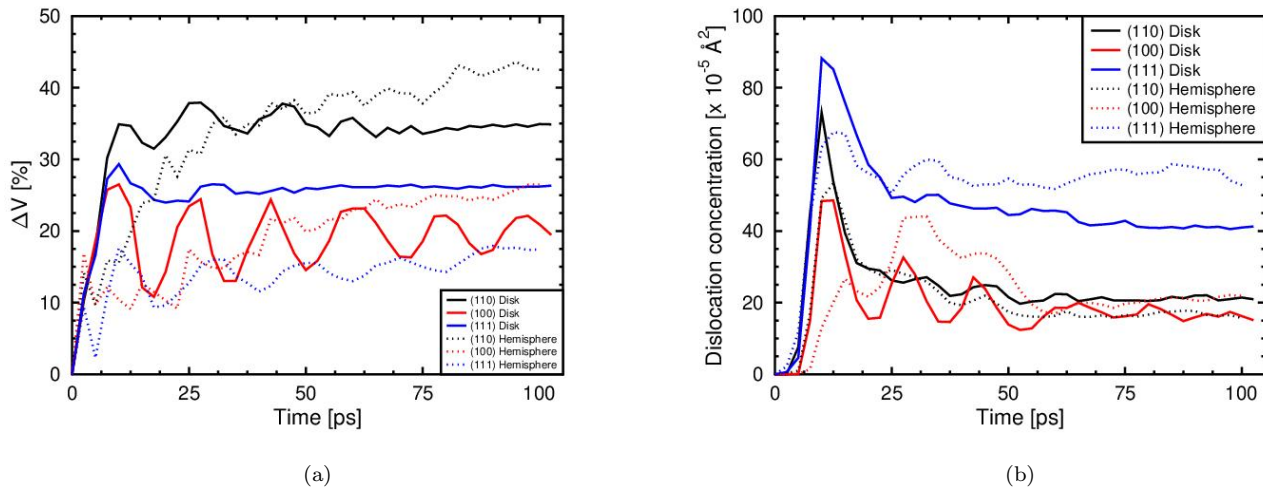 50
40
30
20
10
0
ΔV [%]
0 25 50 75 100
Time [ps]
(110) Disk
(100) Disk
(111) Disk
(110) Hemisphere
(100) Hemisphere
(111) Hemisphere
(a)
100
80
60
40
20
0
Dislocation concentration [x 10⁻⁵ Å²]
0 25 50 75 100
Time [ps]
(110) Disk
(100) Disk
(111) Disk
(110) Hemisphere
(100) Hemisphere
(111) Hemisphere
(b)